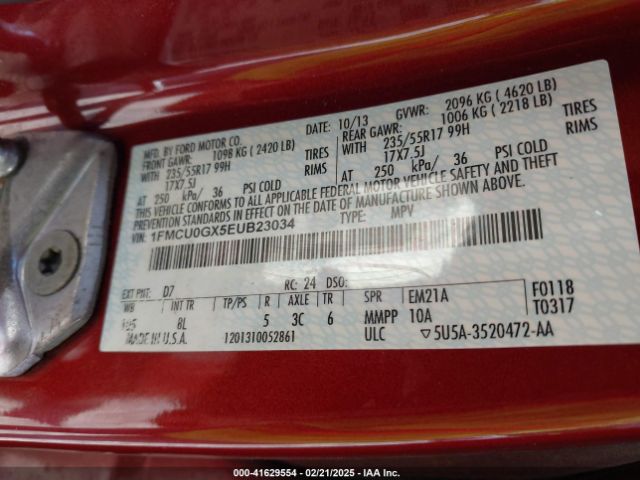 MFD. BY FORD MOTOR CO.
DATE: 10/13 GVWR: 2096 KG ( 4620 LB)
FRONT GAWR: 1098 KG ( 2420 LB) REAR GAWR: 1006 KG ( 2218 LB)
WITH 235/55R17 99H TIRES WITH 235/55R17 99H TIRES
17X7.5J RIMS 17X7.5J RIMS
AT 250 kPa/ 36 PSI COLD AT 250 kPa/ 36 PSI COLD
THIS VEHICLE CONFORMS TO ALL APPLICABLE FEDERAL MOTOR VEHICLE SAFETY AND THEFT
PREVENTION STANDARDS IN EFFECT ON THE DATE OF MANUFACTURE SHOWN ABOVE.
VIN: 1FMCU0GX5EUB23034 TYPE: MPV
EXT PNT: D7 RC: 24 DSO: F0118
WB INT TR TP/PS R AXLE TR SPR EM21A T0317
105 8L 5 3C 6 MMPP 10A
MADE IN U.S.A. 1201310052861 ULC ▽5U5A-3520472-AA
000-41629554 - 02/21/2025 - IAA